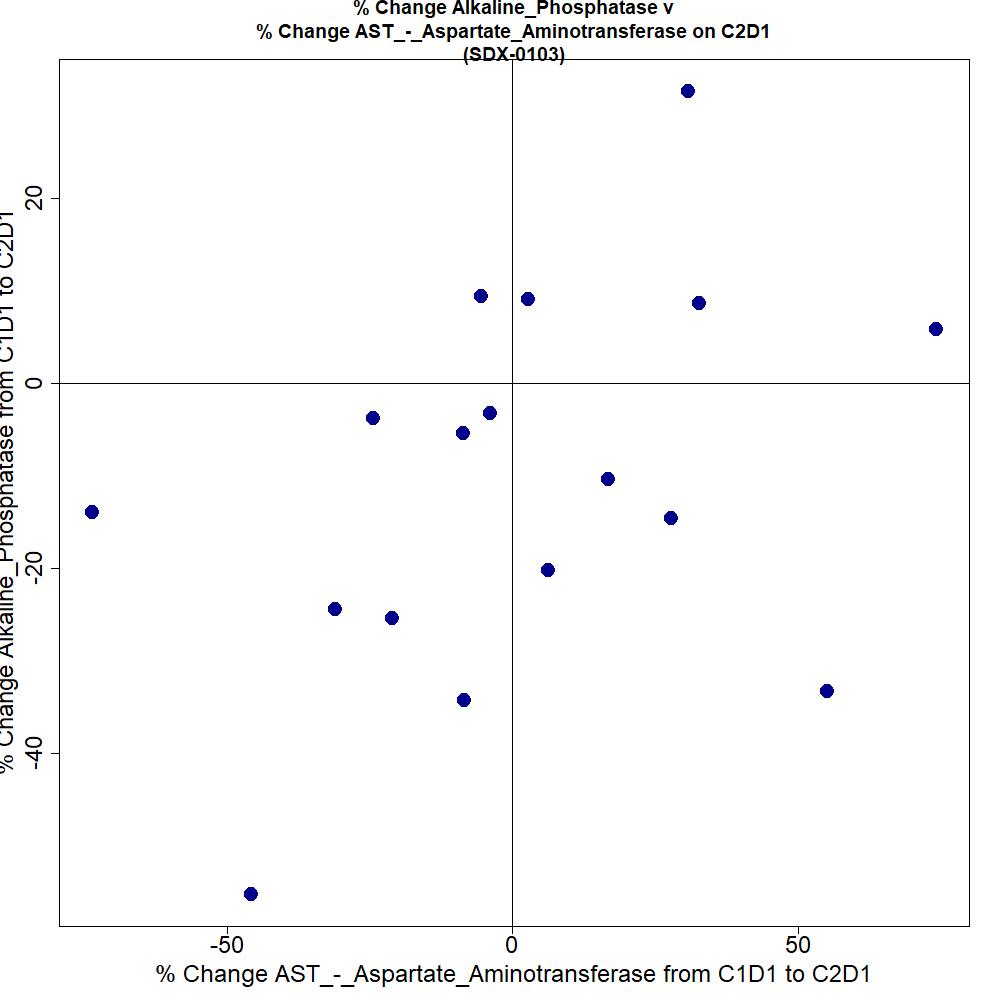 % Change Alkaline_Phosphatase v
% Change AST_-_Aspartate_Aminotransferase on C2D1
(SDX-0103)
% Change Alkaline_Phosphatase from C1D1 to C2D1
20
0
-20
-40
-50
0
50
% Change AST_-_Aspartate_Aminotransferase from C1D1 to C2D1